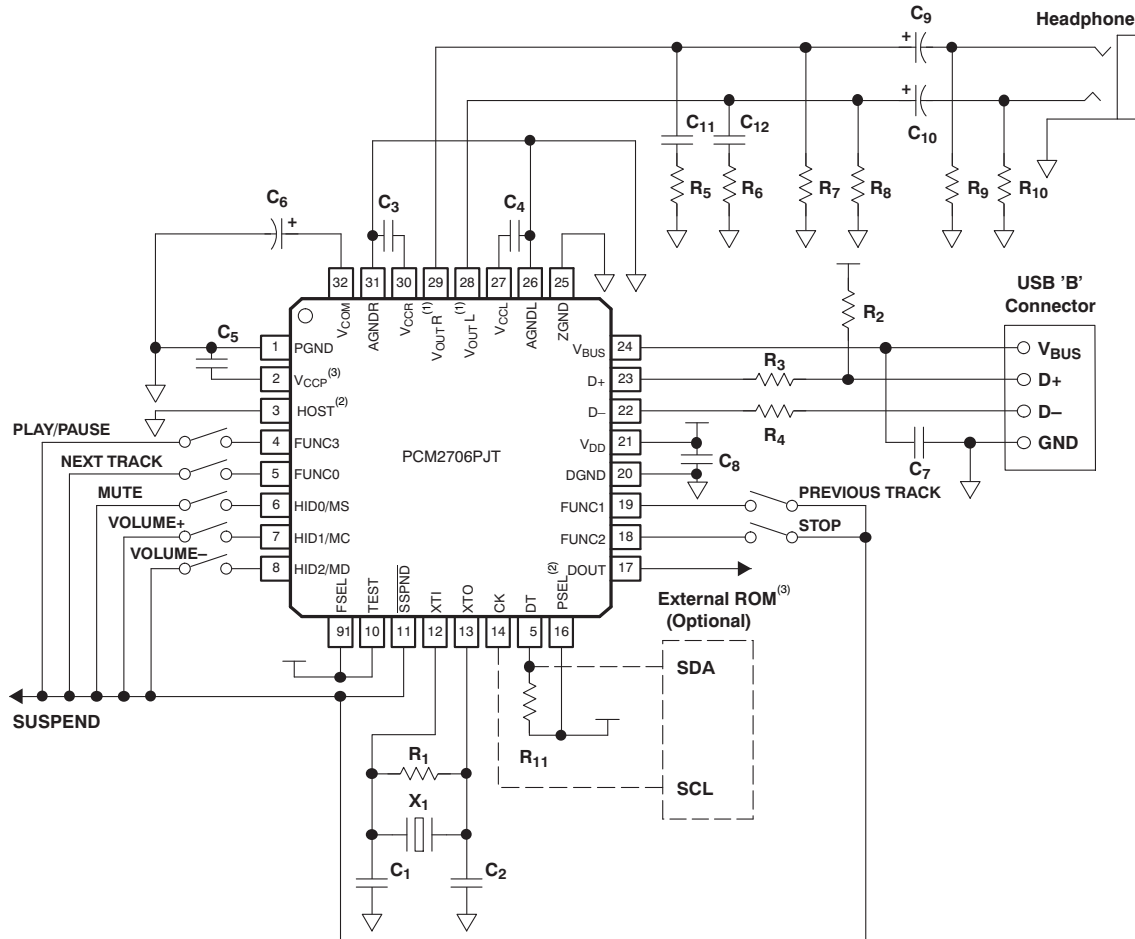 C9
Headphone
+
+
C11
C12
C10
R5
R6
R7
R8
R9
R10
C6
+
C3
C4
32
31
30
29
28
27
26
25
VCOM
AGNDR
VCCR
VOUTR(1)
VOUTL(1)
VCCL
AGNDL
ZGND
USB 'B'
Connector
R2
C5
1
PGND
VBUS
24
VBUS
2
VCCP(3)
D+
23
R3
D+
3
HOST(2)
D–
22
R4
D–
PLAY/PAUSE
4
FUNC3
PCM2706PJT
VDD
21
C8
C7
GND
NEXT TRACK
5
FUNC0
DGND
20
MUTE
6
HID0/MS
FUNC1
19
PREVIOUS TRACK
VOLUME+
7
HID1/MC
FUNC2
18
STOP
VOLUME–
8
HID2/MD
DOUT
17
FSEL
TEST
SSPND
XTI
XTO
CK
DT
PSEL(2)
91
10
11
12
13
14
5
16
External ROM(3)
(Optional)
SDA
SUSPEND
R11
R1
SCL
X1
C1
C2